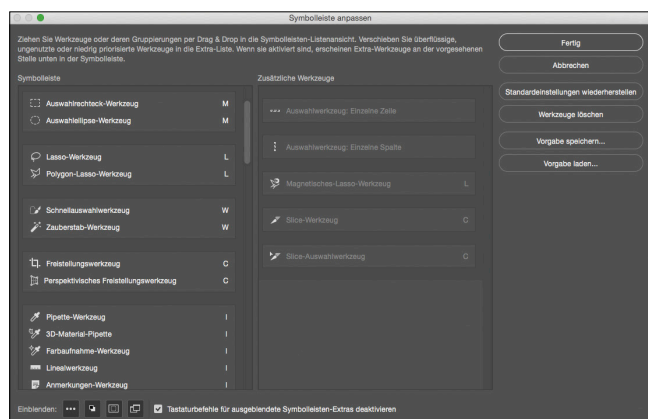 Symbolleiste anpassen
Ziehen Sie Werkzeuge oder deren Gruppierungen per Drag & Drop in die Symbolleisten-Listenansicht. Verschieben Sie überflüssige,
ungenutzte oder niedrig priorisierte Werkzeuge in die Extra-Liste. Wenn sie aktiviert sind, erscheinen Extra-Werkzeuge an der vorgesehenen
Stelle unten in der Symbolleiste.
Symbolleiste
Auswahlrechteck-Werkzeug M
Auswahlellipse-Werkzeug M
Lasso-Werkzeug L
Polygon-Lasso-Werkzeug L
Schnellauswahlwerkzeug W
Zauberstab-Werkzeug W
Freistellungswerkzeug C
Perspektivisches Freistellungswerkzeug C
Pipette-Werkzeug I
3D-Material-Pipette I
Farbaufnahme-Werkzeug I
Linealwerkzeug I
Anmerkungen-Werkzeug I
Zusätzliche Werkzeuge
Auswahlwerkzeug: Einzelne Zeile
Auswahlwerkzeug: Einzelne Spalte
Magnetisches-Lasso-Werkzeug L
Slice-Werkzeug C
Slice-Auswahlwerkzeug C
Fertig
Abbrechen
Standardeinstellungen wiederherstellen
Werkzeuge löschen
Vorgabe speichern...
Vorgabe laden...
Einblenden:
Tastaturbefehle für ausgeblendete Symbolleisten-Extras deaktivieren